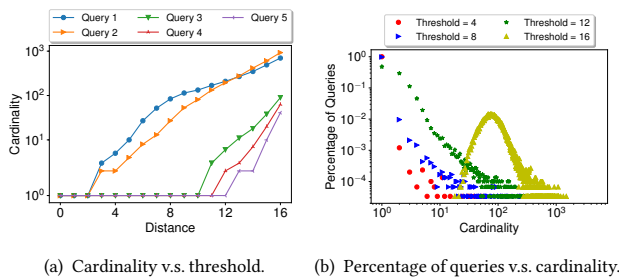 Query 1 Query 3 Query 5
Query 2 Query 4
10³
10²
10¹
10⁰
Cardinality
0 4 8 12 16
Distance
(a) Cardinality v.s. threshold.
Threshold = 4 Threshold = 12
Threshold = 8 Threshold = 16
10⁰
10⁻¹
10⁻²
10⁻³
10⁻⁴
Percentage of Queries
10⁰ 10¹ 10² 10³
Cardinality
(b) Percentage of queries v.s. cardinality.